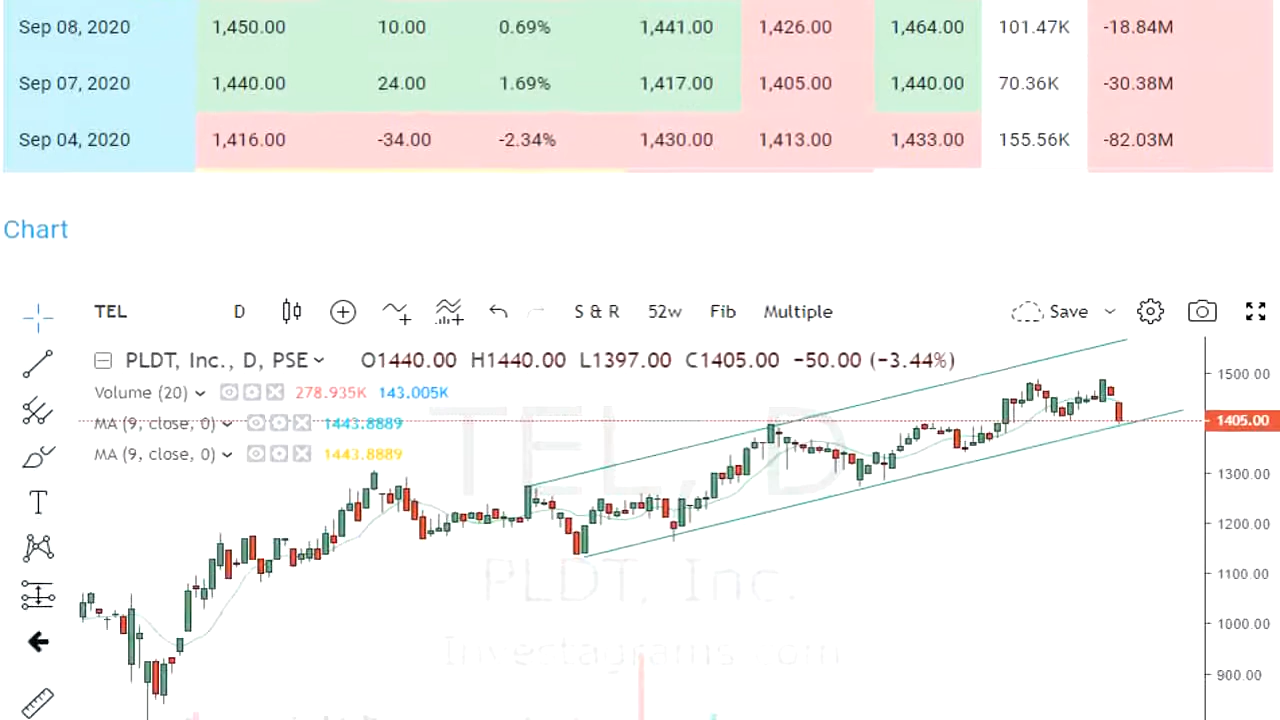 Sep 08, 2020 1,450.00 10.00 0.69% 1,441.00 1,426.00 1,464.00 101.47K -18.84M
Sep 07, 2020 1,440.00 24.00 1.69% 1,417.00 1,405.00 1,440.00 70.36K -30.38M
Sep 04, 2020 1,416.00 -34.00 -2.34% 1,430.00 1,413.00 1,433.00 155.56K -82.03M
Chart
TEL D S & R 52w Fib Multiple Save
PLDT, Inc., D, PSE O1440.00 H1440.00 L1397.00 C1405.00 -50.00 (-3.44%)
1500.00
Volume (20) 278.935K 143.005K
MA (9, close, 0) 1443.8889
1405.00
MA (9, close, 0) 1443.8889
TEL, D
1300.00
1200.00
1100.00
PLDT, Inc.
1000.00
900.00